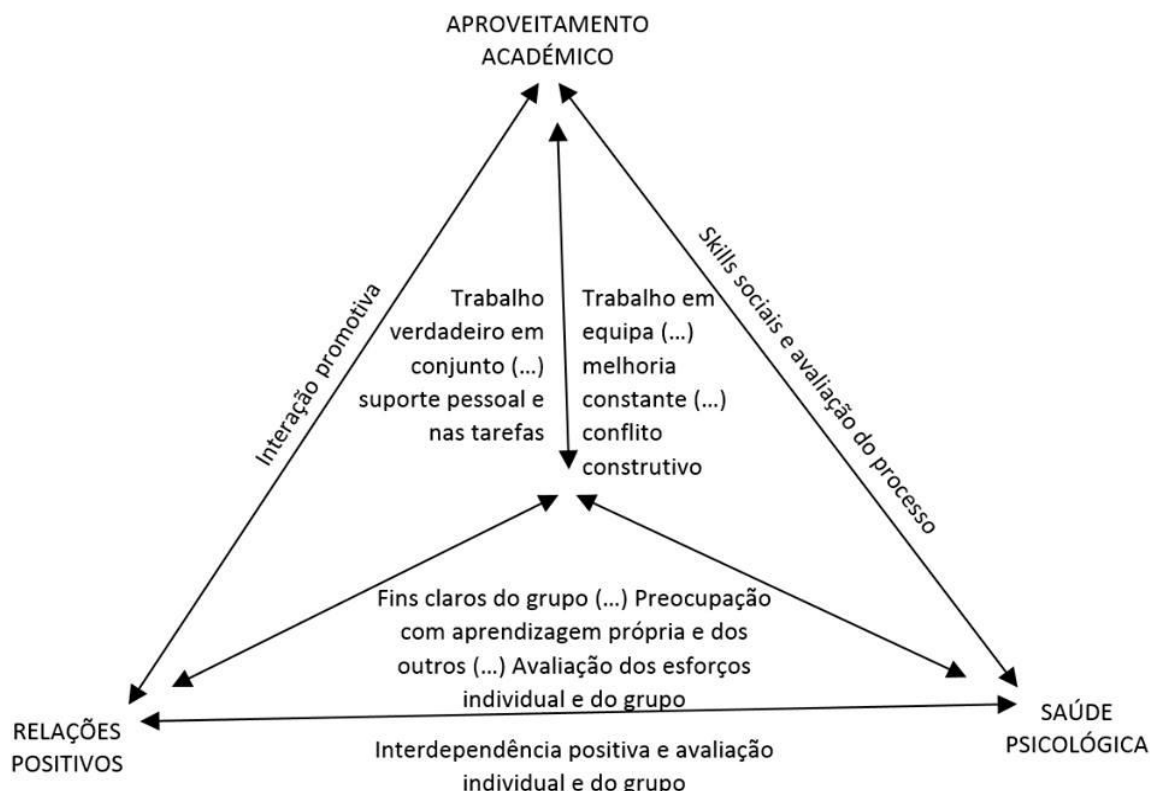 APROVEITAMENTO
ACADÉMICO
Interação promotiva
Skills sociais e avaliação do processo
Trabalho
verdadeiro em
conjunto (...)
suporte pessoal e
nas tarefas
Trabalho em
equipa (...)
melhoria
constante (...)
conflito
construtivo
Fins claros do grupo (...) Preocupação
com aprendizagem própria e dos
outros (...) Avaliação dos esforços
individual e do grupo
RELAÇÕES
POSITIVOS
Interdependência positiva e avaliação
individual e do grupo
SAÚDE
PSICOLÓGICA